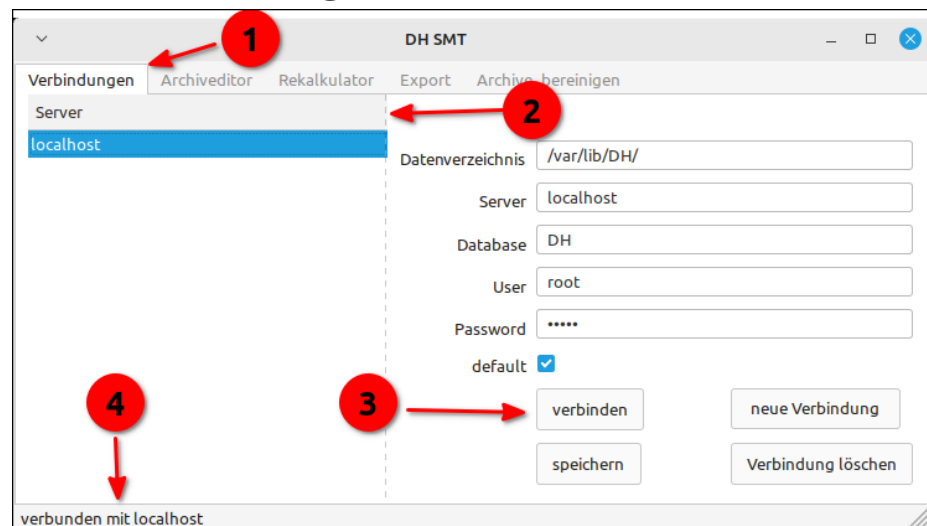 DH SMT
Verbindungen Archiveditor Rekalkulator Export Archive bereinigen
1
Server
2
localhost
Datenverzeichnis /var/lib/DH/
Server localhost
Database DH
User root
Password •••••
default
4
3
verbinden neue Verbindung
speichern Verbindung löschen
verbunden mit localhost